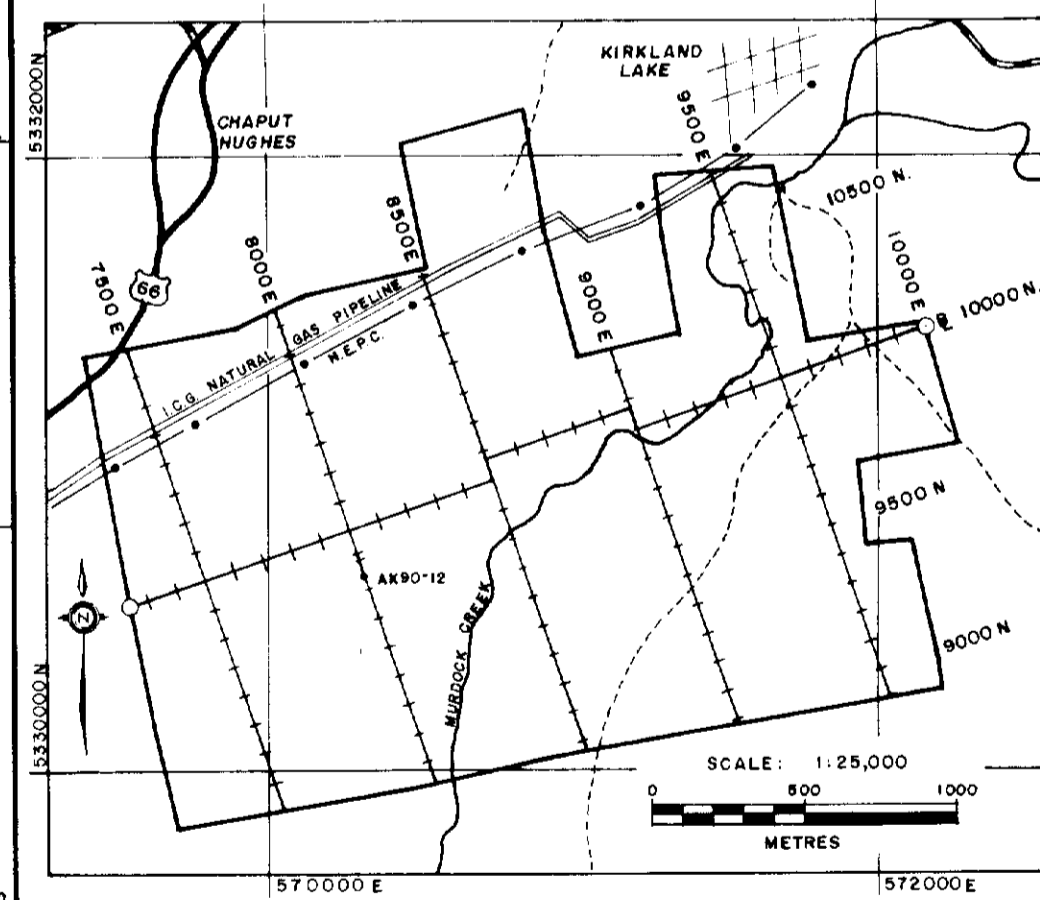 KIRKLAND
LAKE
CHAPUT
HUGHES
5332000N
9500 E
10500 N.
8500E
8000 E
7500 E
66
9000 E
10000 E
10000 N.
I.C.G. NATURAL GAS PIPELINE
H.E.P.C.
9500 N
AK90-12
MURDOCK CREEK
N
9000 N
5330000N
SCALE: 1:25,000
0 500 1000
METRES
570000 E
572000 E